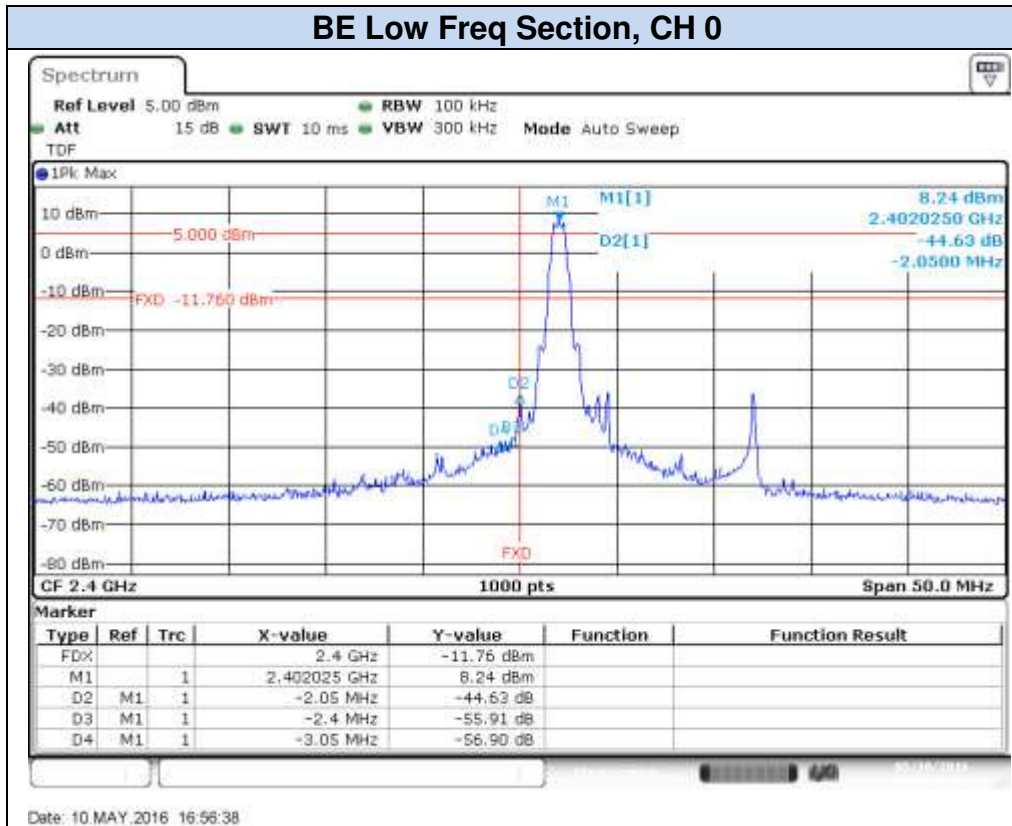 BE Low Freq Section, CH 0
Spectrum
Ref Level 5.00 dBm RBW 100 kHz
Att 15 dB SWT 10 ms VBW 300 kHz Mode Auto Sweep
TDF
1Pk Max
M1 M1[1] 8.24 dBm
10 dBm 2.4020250 GHz
5.000 dBm D2[1] -44.63 dB
0 dBm -2.0500 MHz
-10 dBm
FXD -11.760 dBm
-20 dBm
-30 dBm
D2
-40 dBm
-50 dBm
-60 dBm
-70 dBm
FXD
-80 dBm
CF 2.4 GHz 1000 pts Span 50.0 MHz
Marker
Type Ref Trc X-value Y-value Function Function Result
FDX 2.4 GHz -11.76 dBm
M1 1 2.402025 GHz 8.24 dBm
D2 M1 1 -2.05 MHz -44.63 dB
D3 M1 1 -2.4 MHz -55.91 dB
D4 M1 1 -3.05 MHz -56.90 dB
Date: 10.MAY.2016 16:56:38